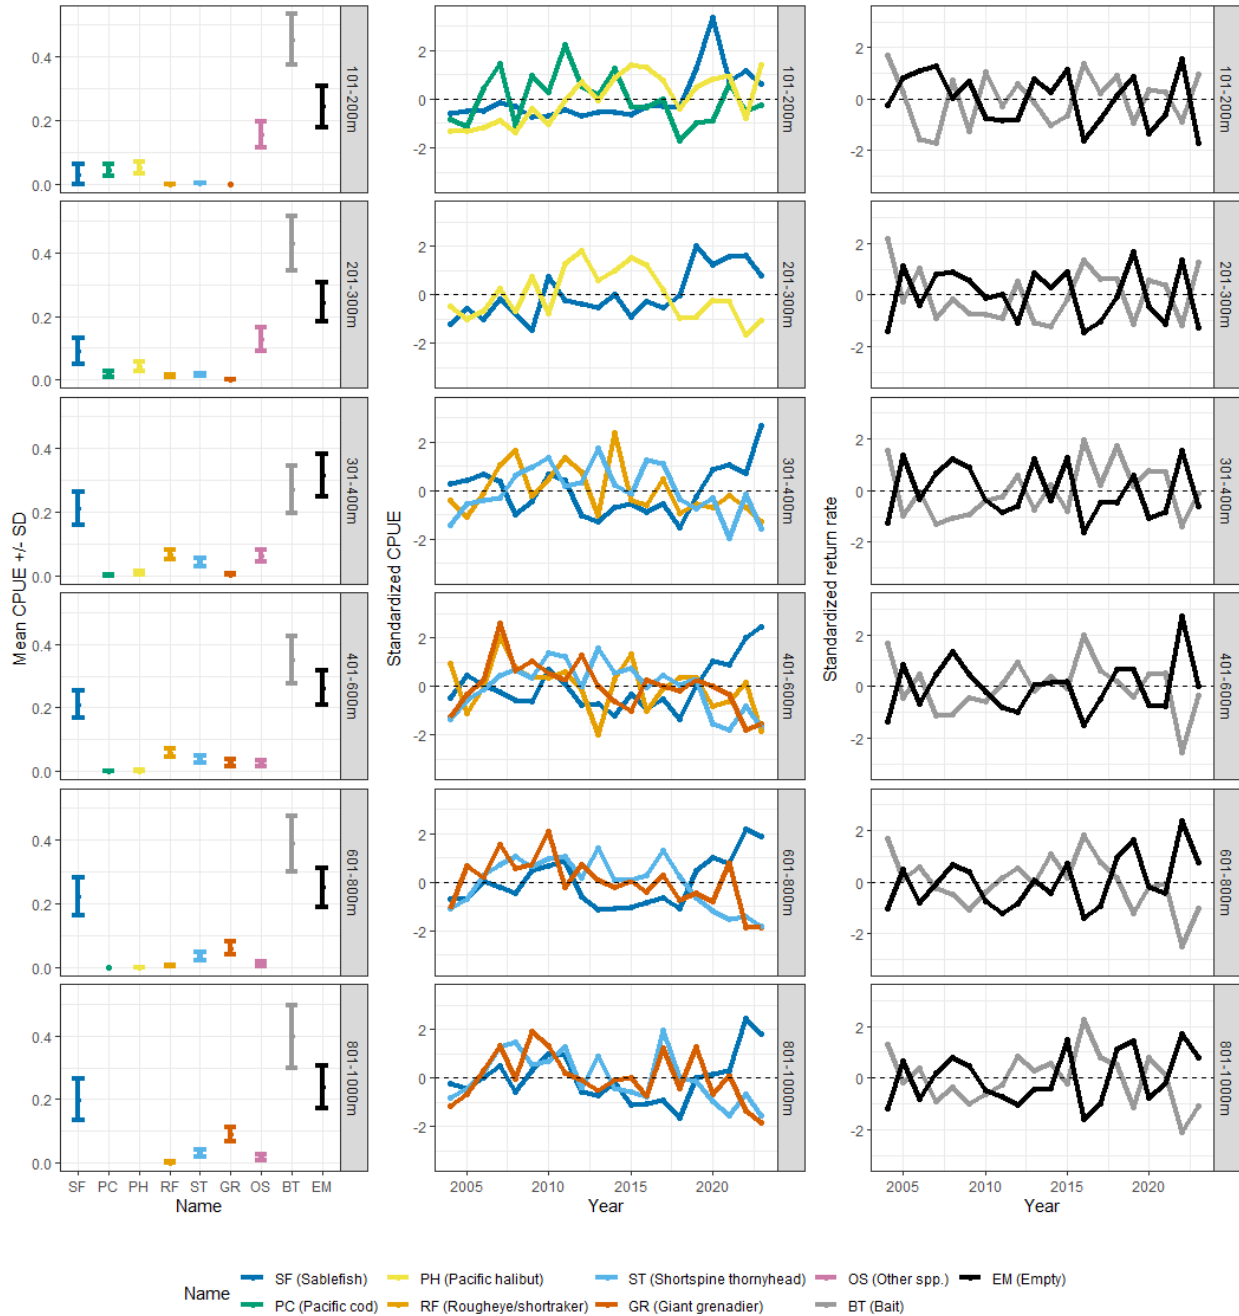 Mean CPUE +/- SD
0.4
0.2
0.0
101-200m
0.4
0.2
0.0
201-300m
0.4
0.2
0.0
301-400m
0.4
0.2
0.0
401-600m
0.4
0.2
0.0
601-800m
0.4
0.2
0.0
801-1000m
SF PC PH RF ST GR OS BT EM
Name
Standardized CPUE
2
0
-2
101-200m
2
0
-2
201-300m
2
0
-2
301-400m
2
0
-2
401-600m
2
0
-2
601-800m
2
0
-2
801-1000m
2005 2010 2015 2020
Year
Standardized return rate
2
0
-2
101-200m
2
0
-2
201-300m
2
0
-2
301-400m
2
0
-2
401-600m
2
0
-2
601-800m
2
0
-2
801-1000m
2005 2010 2015 2020
Year
Name
SF (Sablefish) PH (Pacific halibut) ST (Shortspine thornyhead) OS (Other spp.) EM (Empty)
PC (Pacific cod) RF (Rougheye/shortraker) GR (Giant grenadier) BT (Bait)